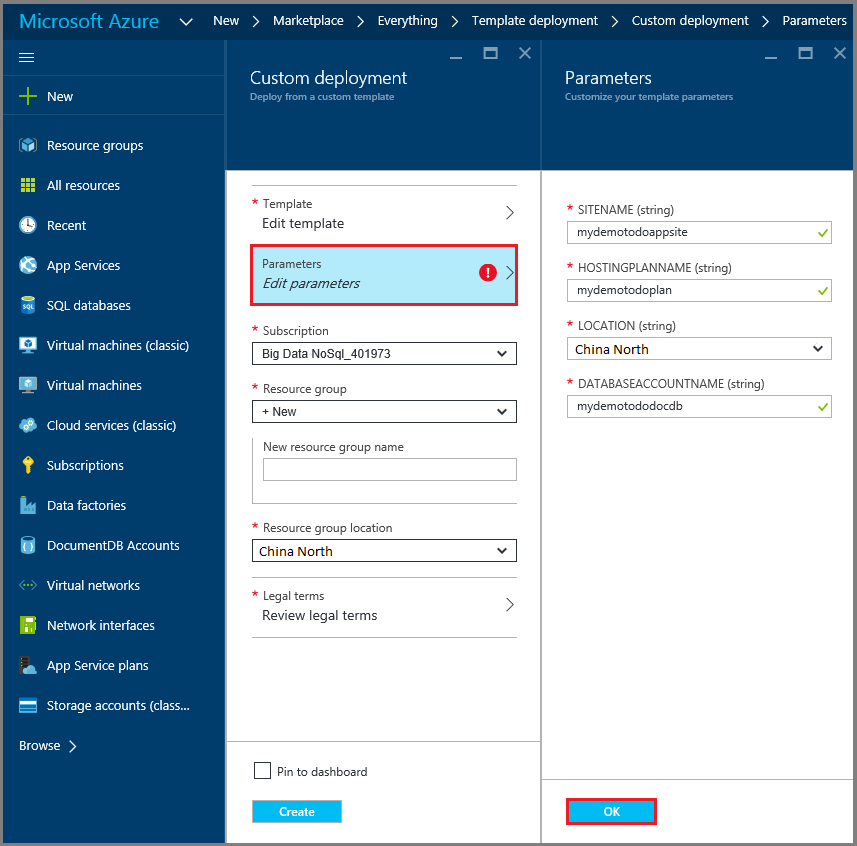 Microsoft Azure New Marketplace Everything Template deployment Custom deployment Parameters
New
Resource groups
All resources
Recent
App Services
SQL databases
Virtual machines (classic)
Virtual machines
Cloud services (classic)
Subscriptions
Data factories
DocumentDB Accounts
Virtual networks
Network interfaces
App Service plans
Storage accounts (class...
Browse
Custom deployment
Deploy from a custom template
* Template
Edit template
Parameters
Edit parameters
!
* Subscription
Big Data NoSql_401973
* Resource group
+ New
New resource group name
* Resource group location
China North
* Legal terms
Review legal terms
Pin to dashboard
Create
Parameters
Customize your template parameters
* SITENAME (string)
mydemotodoappsite
* HOSTINGPLANNAME (string)
mydemotodoplan
* LOCATION (string)
China North
* DATABASEACCOUNTNAME (string)
mydemotododocdb
OK